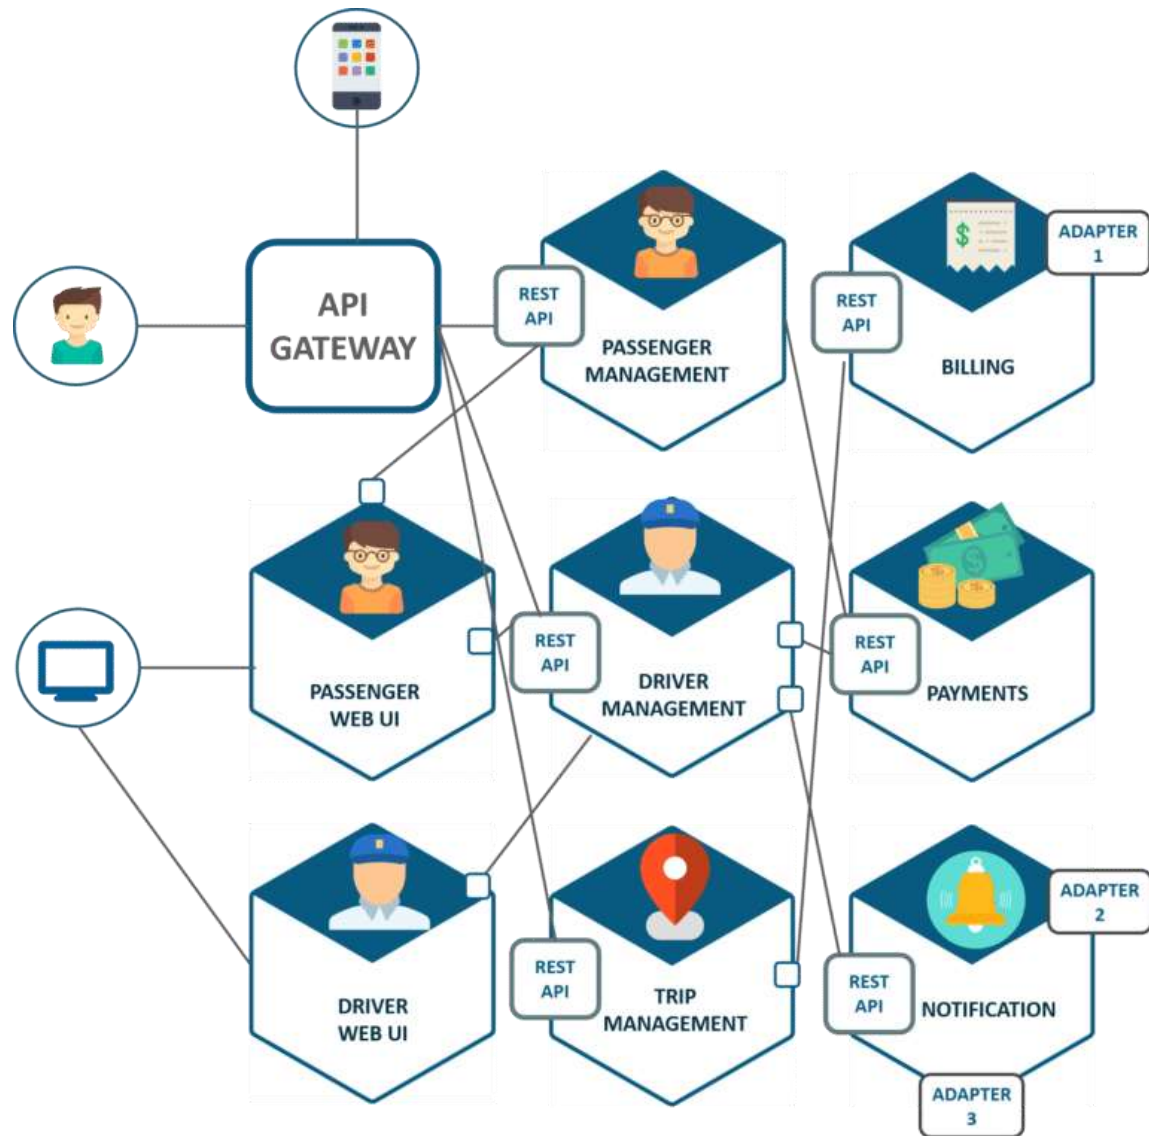 API
GATEWAY
REST
API
PASSENGER
MANAGEMENT
REST
API
BILLING
ADAPTER
1
PASSENGER
WEB UI
REST
API
DRIVER
MANAGEMENT
REST
API
PAYMENTS
DRIVER
WEB UI
REST
API
TRIP
MANAGEMENT
REST
API
NOTIFICATION
ADAPTER
2
ADAPTER
3